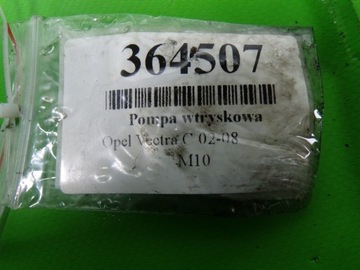 364507
Pompa wtryskowa
Opel Vectra C 02-08
M10